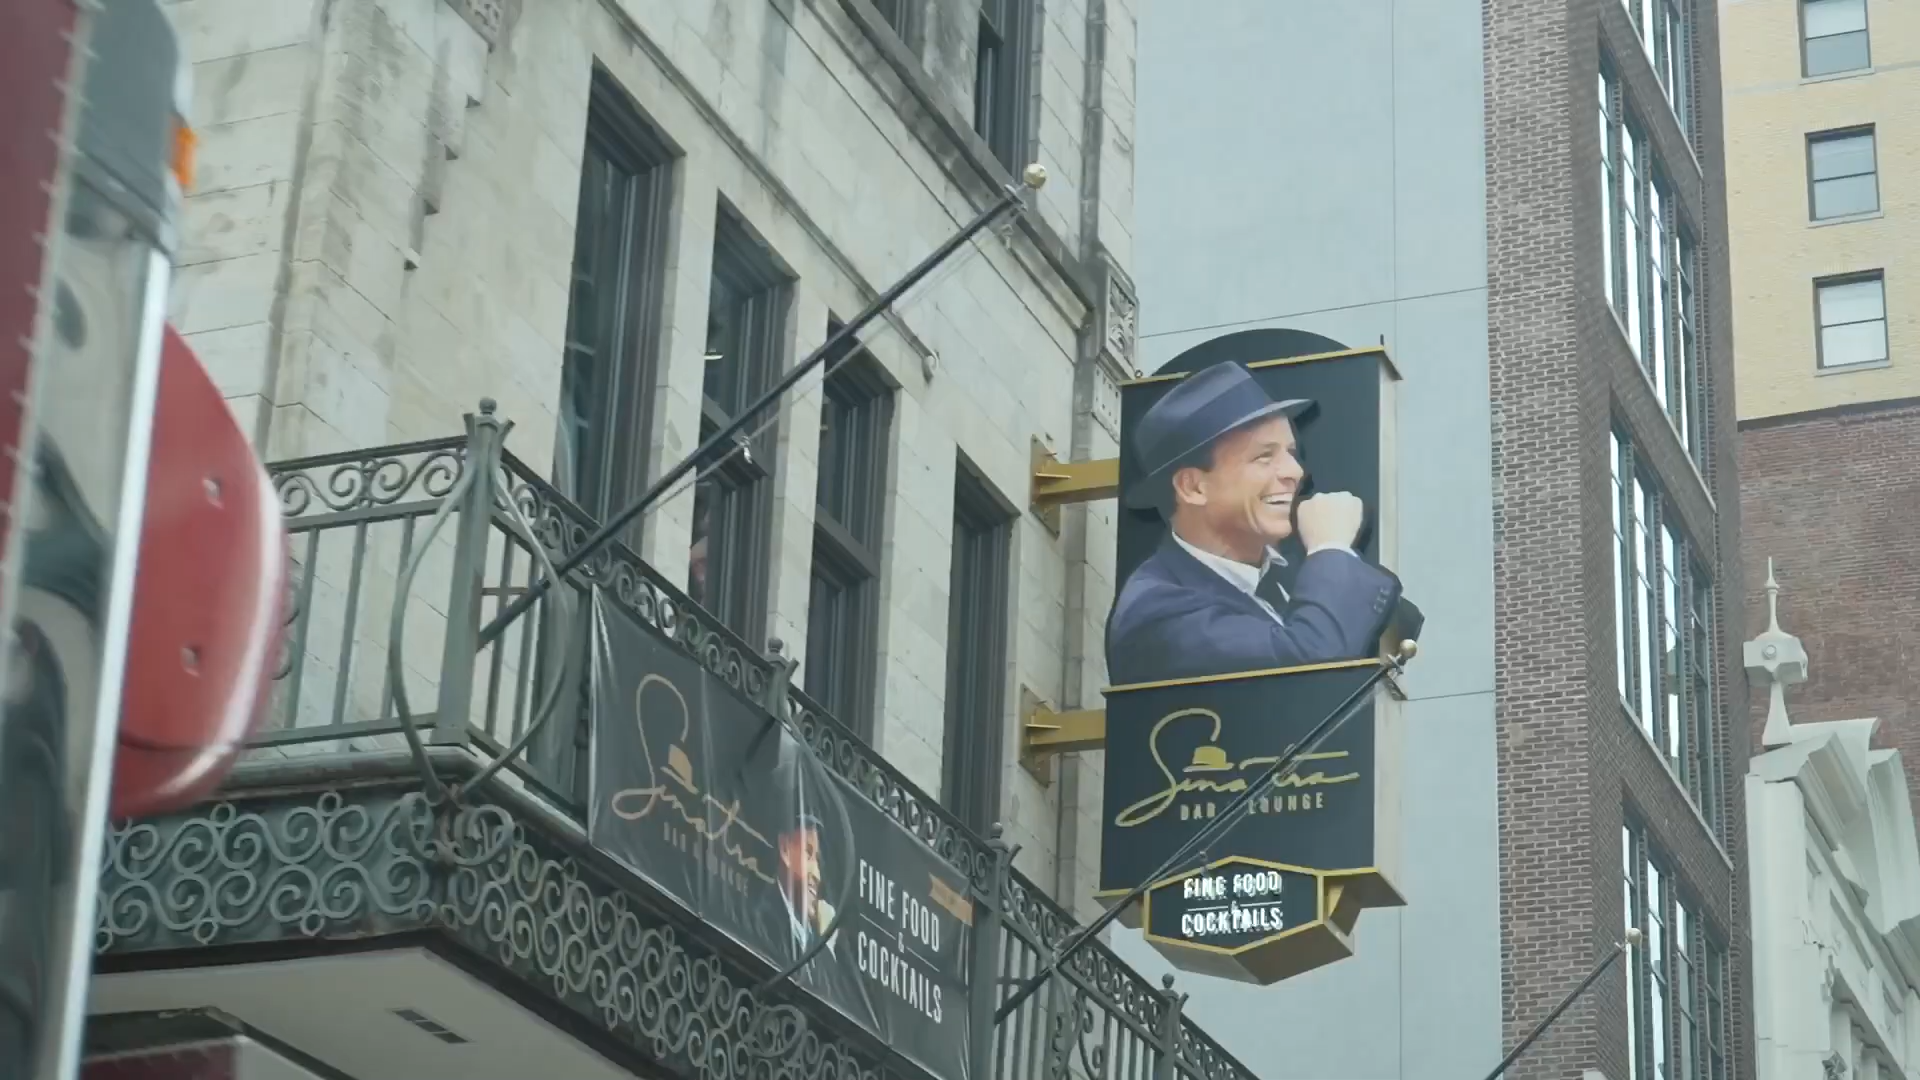 Sinatra
BAR & LOUNGE
FINE FOOD
&
COCKTAILS
Sinatra
BAR LOUNGE
FINE FOOD
&
COCKTAILS